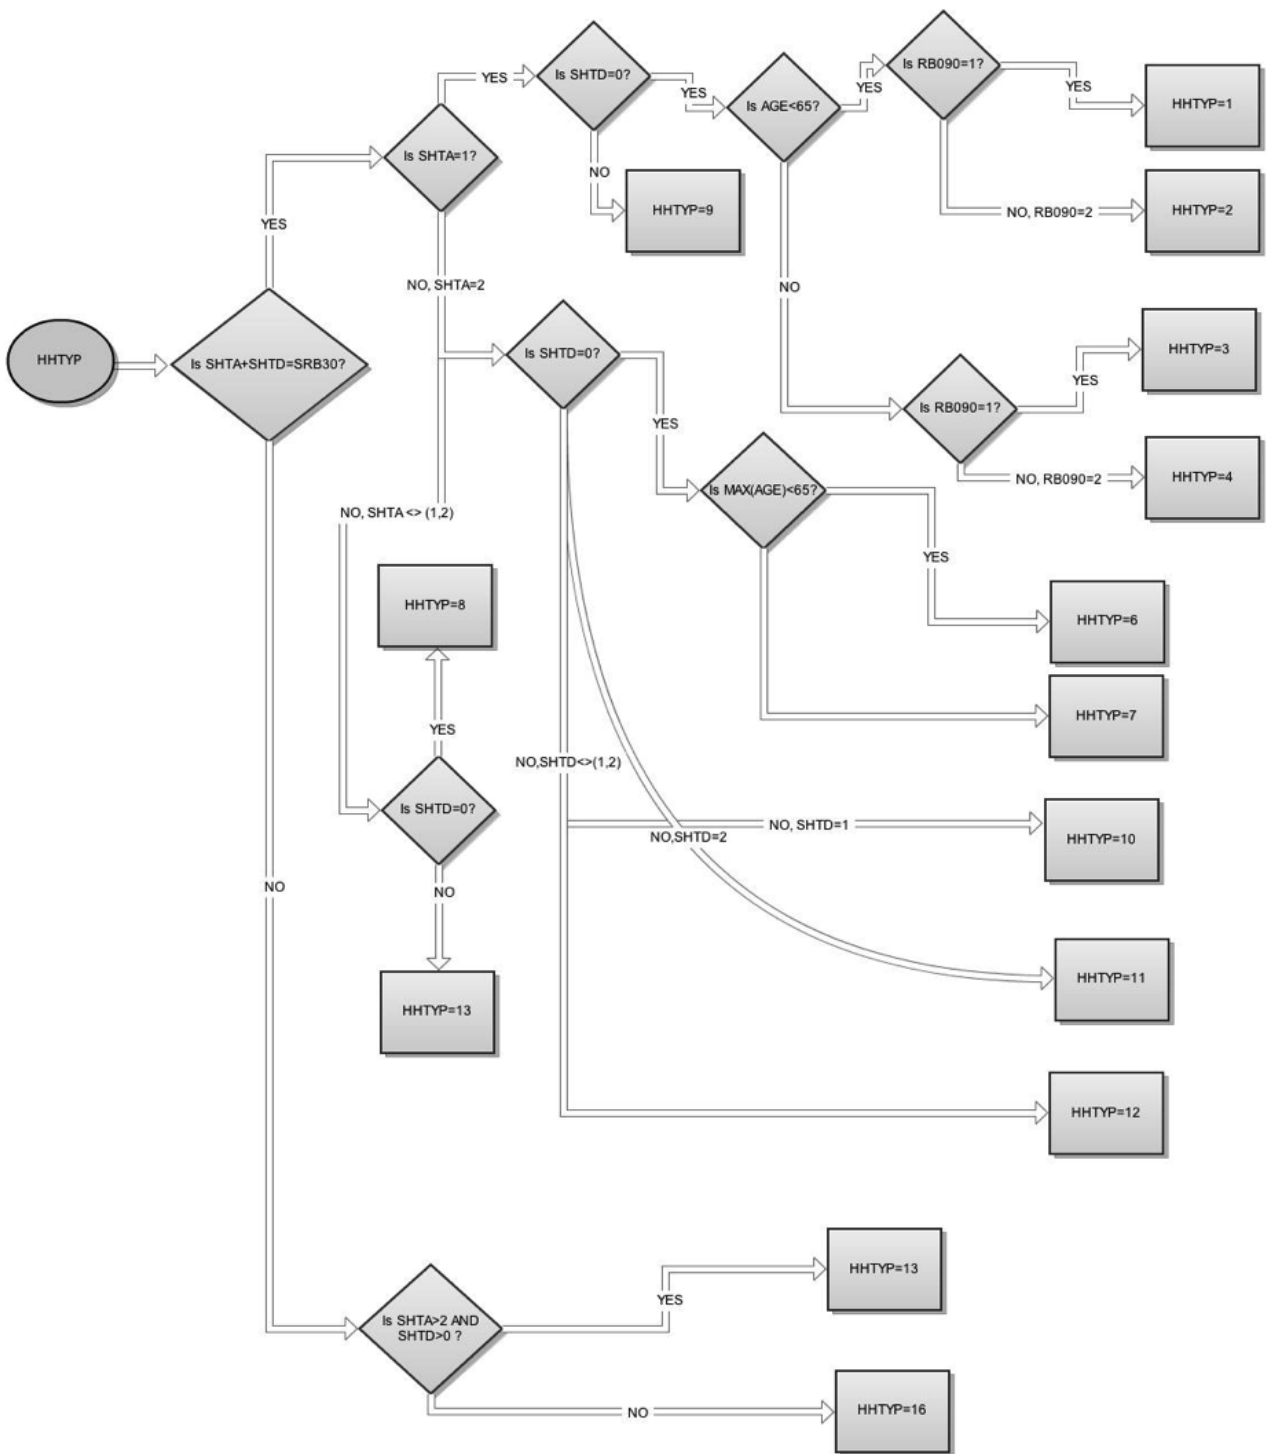 Is SHTD=0?
Is RB090=1?
YES
YES
YES
YES
Is AGE<65?
HHTYP=1
Is SHTA=1?
NO
HHTYP=9
NO, RB090=2
HHTYP=2
YES
NO, SHTA=2
NO
HHTYP
Is SHTA+SHTD=SRB30?
Is SHTD=0?
HHTYP=3
YES
Is RB090=1?
YES
NO, RB090=2
HHTYP=4
Is MAX(AGE)<65?
NO, SHTA <> (1,2)
YES
HHTYP=8
HHTYP=6
HHTYP=7
YES
NO,SHTD<>(1,2)
Is SHTD=0?
NO, SHTD=1
NO,SHTD=2
HHTYP=10
NO
NO
HHTYP=11
HHTYP=13
HHTYP=12
HHTYP=13
YES
Is SHTA>2 AND
SHTD>0 ?
NO
HHTYP=16